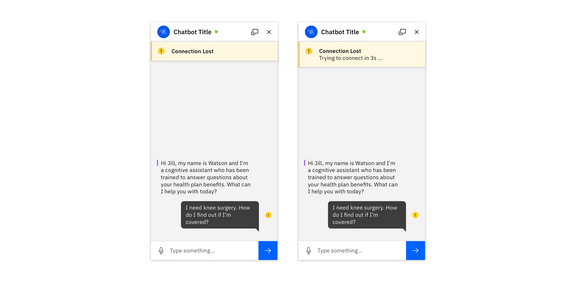 Chatbot Title
Connection Lost
Hi Jill, my name is Watson and I'm
a cognitive assistant who has been
trained to answer questions about
your health plan benefits. What can
I help you with today?
I need knee surgery. How
do I find out if I'm
covered?
Type something...
Chatbot Title
Connection Lost
Trying to connect in 3s ...
Hi Jill, my name is Watson and I'm
a cognitive assistant who has been
trained to answer questions about
your health plan benefits. What can
I help you with today?
I need knee surgery. How
do I find out if I'm
covered?
Type something...